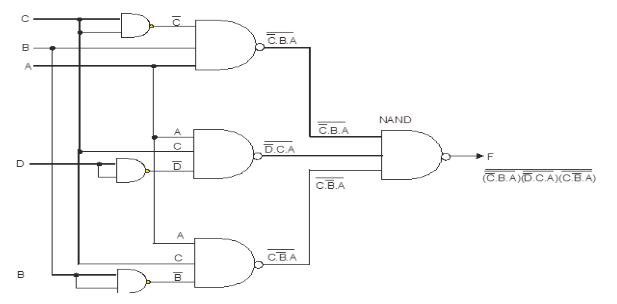 C
C̅
B
A
C̅.B.A
NAND
C̅.B.A
A
C
D
D̅
D̅.C.A
F
(C̅.B.A)(D̅.C.A)(C.B̅.A)
C.B̅.A
A
C
C.B̅.A
B
B̅